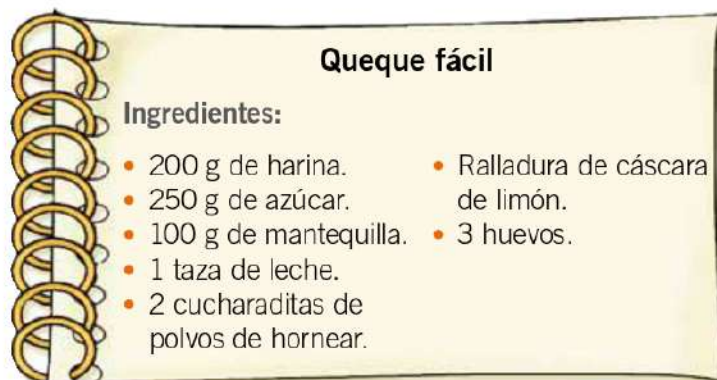 Queque fácil
Ingredientes:
• 200 g de harina.
• 250 g de azúcar.
• 100 g de mantequilla.
• 1 taza de leche.
• 2 cucharaditas de
polvos de hornear.
• Ralladura de cáscara
de limón.
• 3 huevos.